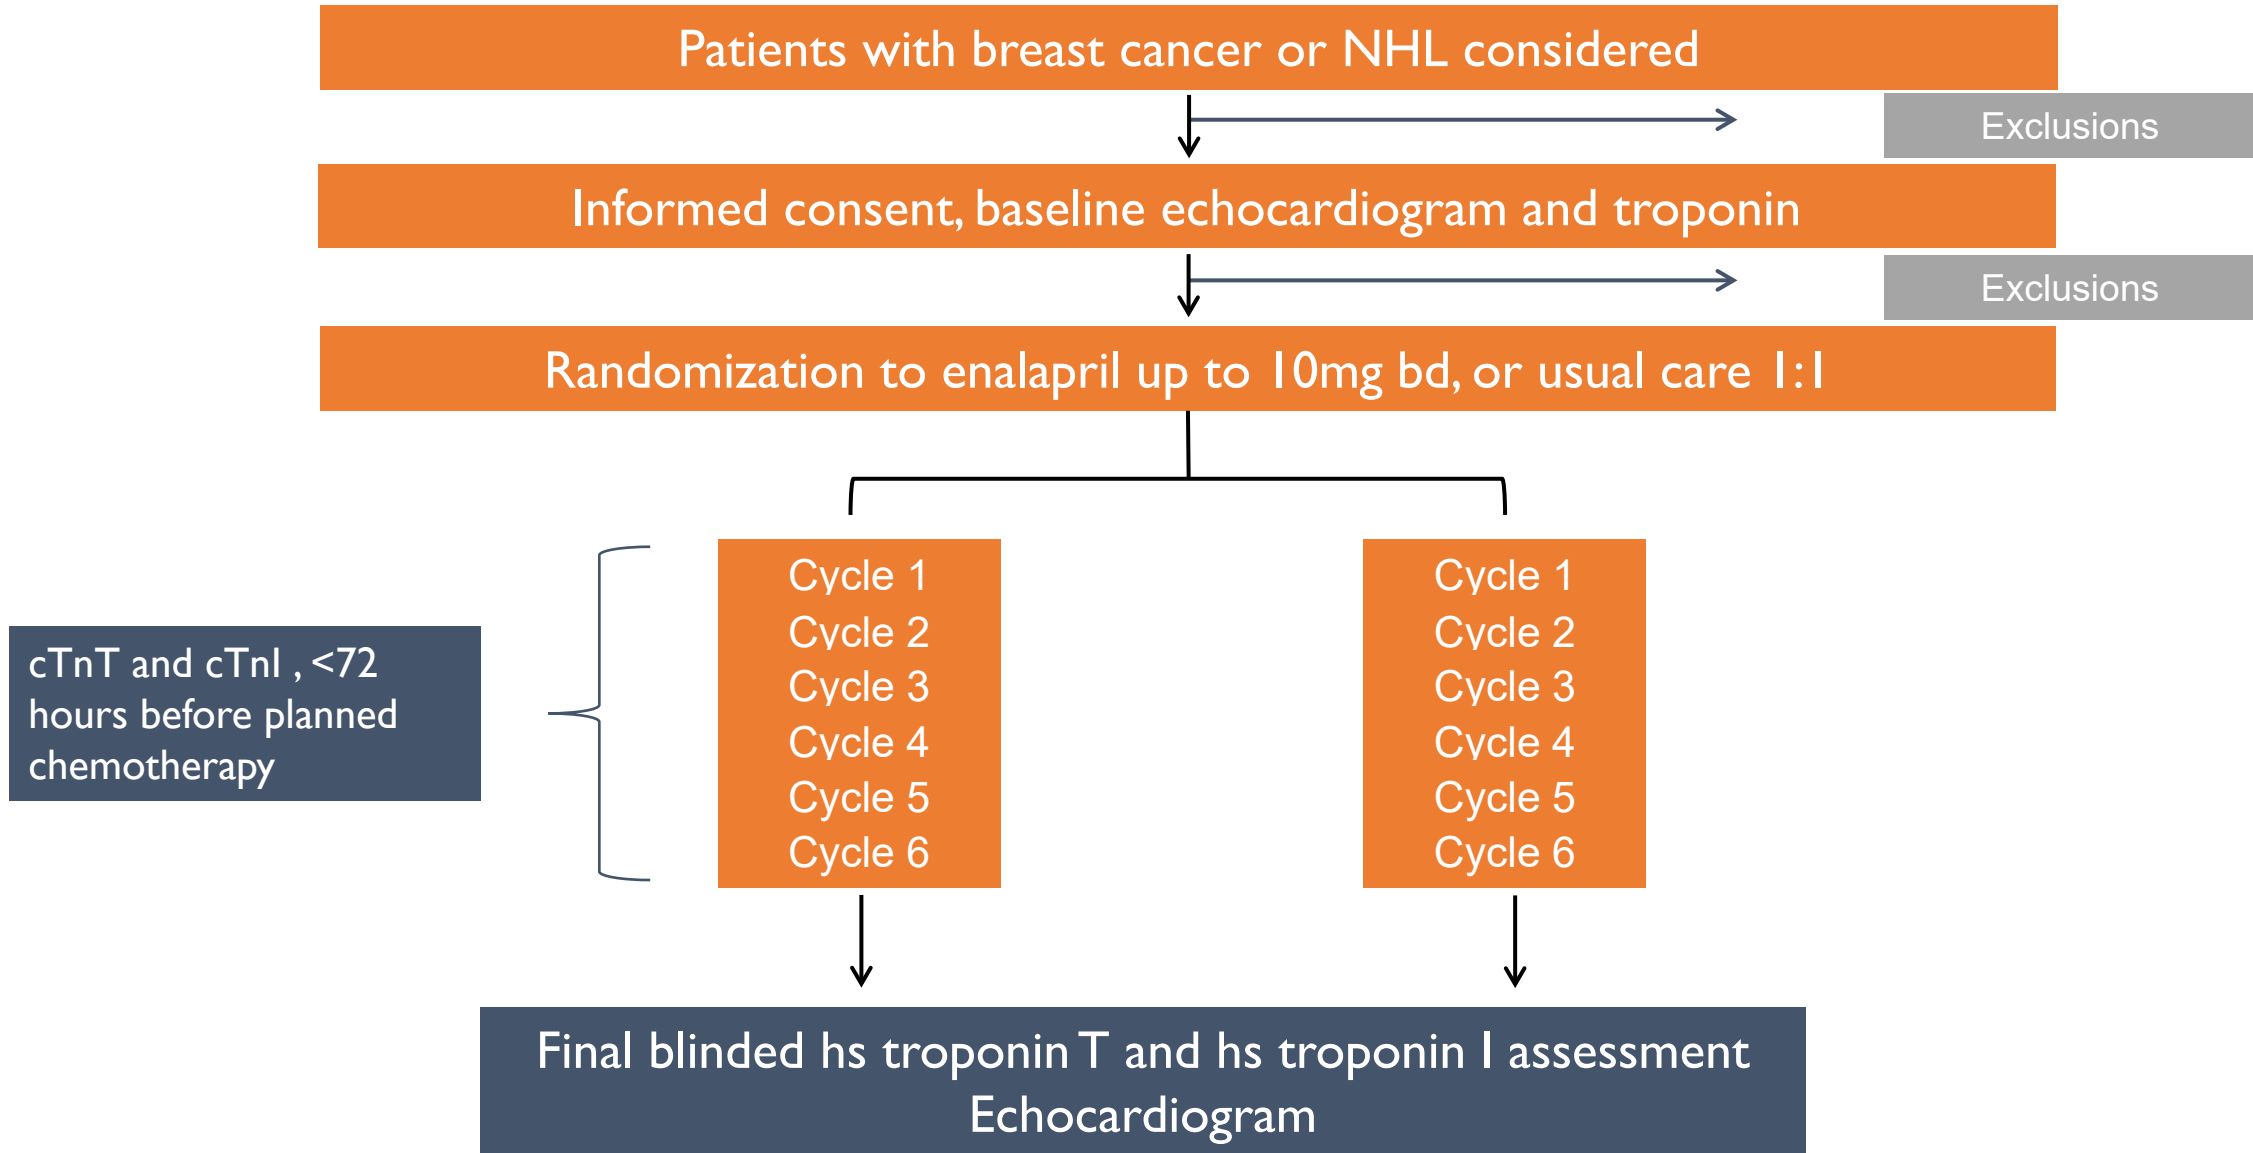 Patients with breast cancer or NHL considered
Exclusions
Informed consent, baseline echocardiogram and troponin
Exclusions
Randomization to enalapril up to 10mg bd, or usual care 1:1
cTnT and cTnI , <72
hours before planned
chemotherapy
Cycle 1
Cycle 2
Cycle 3
Cycle 4
Cycle 5
Cycle 6
Cycle 1
Cycle 2
Cycle 3
Cycle 4
Cycle 5
Cycle 6
Final blinded hs troponin T and hs troponin I assessment
Echocardiogram